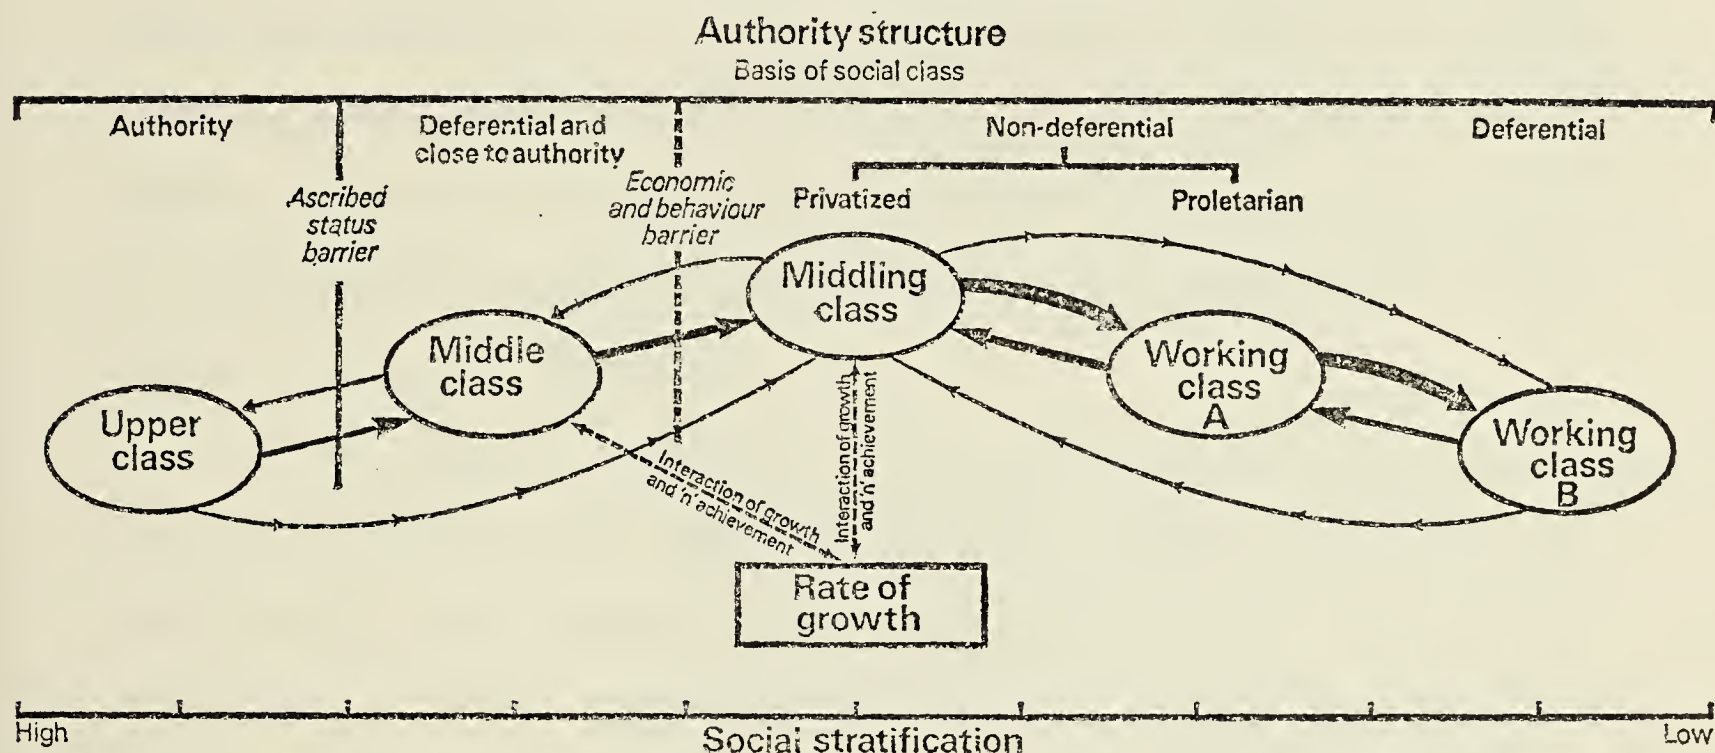 Authority structure
Basis of social class
Authority
Deferential and
close to authority
Non-deferential
Deferential
Ascribed
status
barrier
Economic
and behaviour
barrier
Privatized
Proletarian
Middling
class
Middle
class
Working
class
A
Upper
class
Working
class
B
Interaction of growth
and 'n' achievement
Interaction of growth
and 'n' achievement
Rate of
growth
High
Social stratification
Low